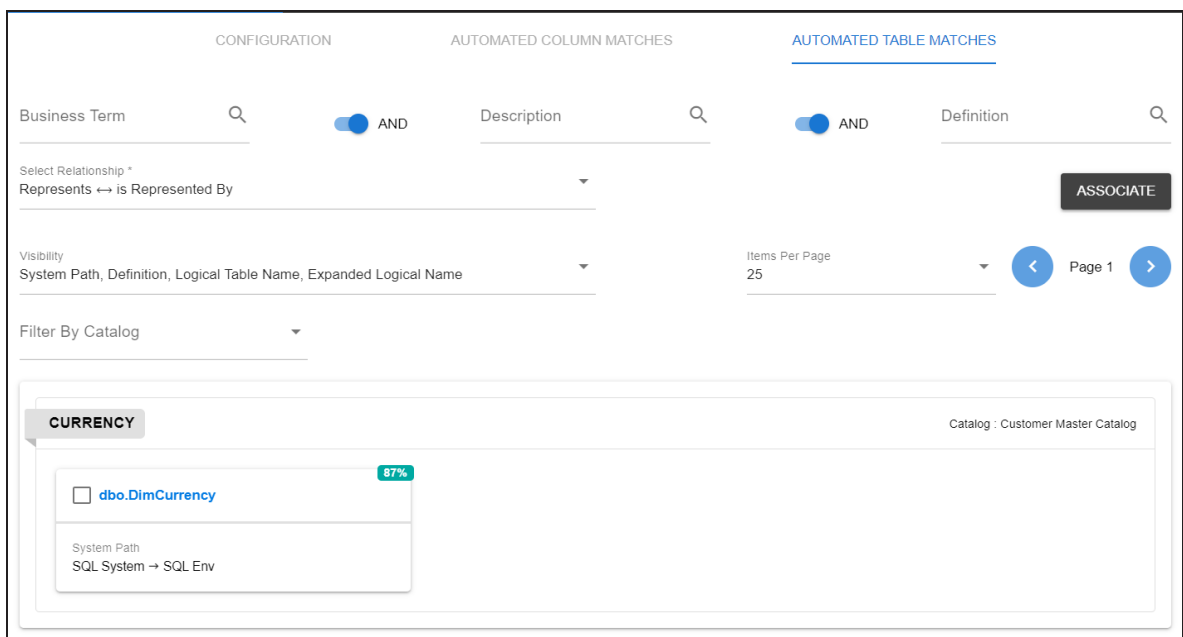 CONFIGURATION AUTOMATED COLUMN MATCHES AUTOMATED TABLE MATCHES
Business Term AND Description AND Definition
Select Relationship *
Represents ↔ is Represented By
ASSOCIATE
Visibility
System Path, Definition, Logical Table Name, Expanded Logical Name
Items Per Page
25
Page 1
Filter By Catalog
CURRENCY Catalog : Customer Master Catalog
87%
dbo.DimCurrency
System Path
SQL System → SQL Env